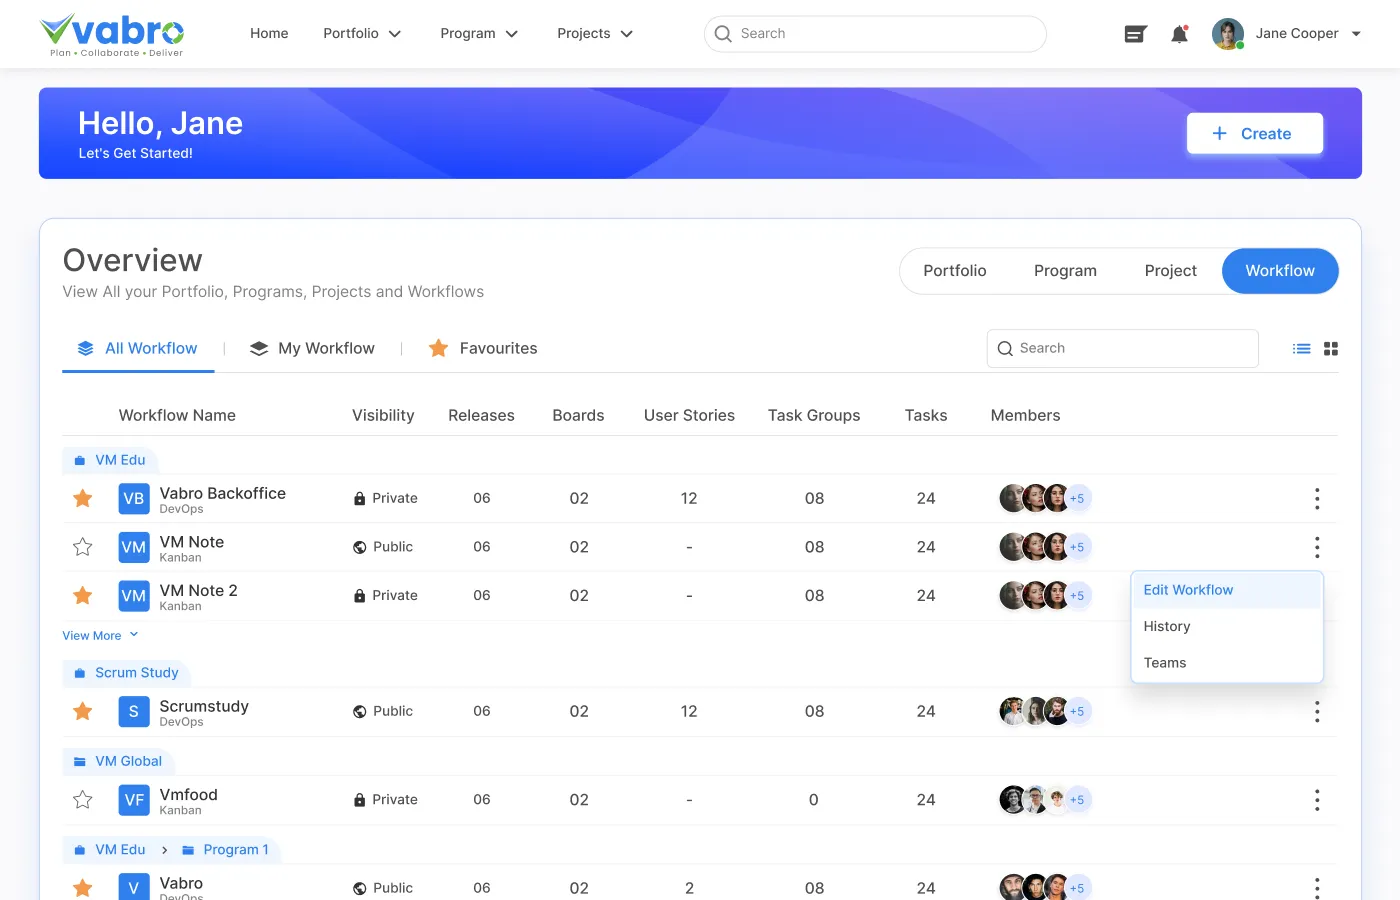 vabro
Plan • Collaborate • Deliver
Home Portfolio Program Projects Search Jane Cooper
Hello, Jane
Let's Get Started!
+ Create
Overview
View All your Portfolio, Programs, Projects and Workflows
Portfolio Program Project Workflow
All Workflow | My Workflow | Favourites Search
Workflow Name Visibility Releases Boards User Stories Task Groups Tasks Members
VM Edu
VB Vabro Backoffice Private 06 02 12 08 24 +5
DevOps
VM VM Note Public 06 02 - 08 24 +5
Kanban
VM VM Note 2 Private 06 02 - 08 24 +5
Kanban
Edit Workflow
History
Teams
View More
Scrum Study
S Scrumstudy Public 06 02 12 08 24 +5
DevOps
VM Global
VF Vmfood Private 06 02 - 0 24 +5
Kanban
VM Edu > Program 1
V Vabro Public 06 02 2 08 24 +5
DevOps